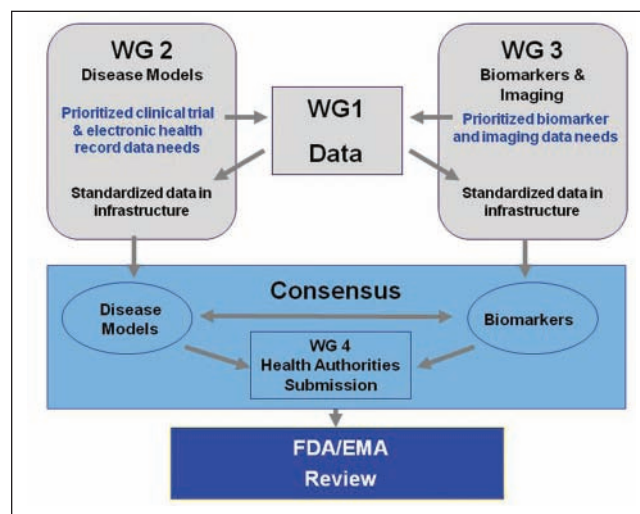 WG 2
Disease Models
Prioritized clinical trial
& electronic health
record data needs
Standardized data in
infrastructure
WG1
Data
WG 3
Biomarkers &
Imaging
Prioritized biomarker
and imaging data needs
Standardized data in
infrastructure
Consensus
Disease
Models
Biomarkers
WG 4
Health Authorities
Submission
FDA/EMA
Review